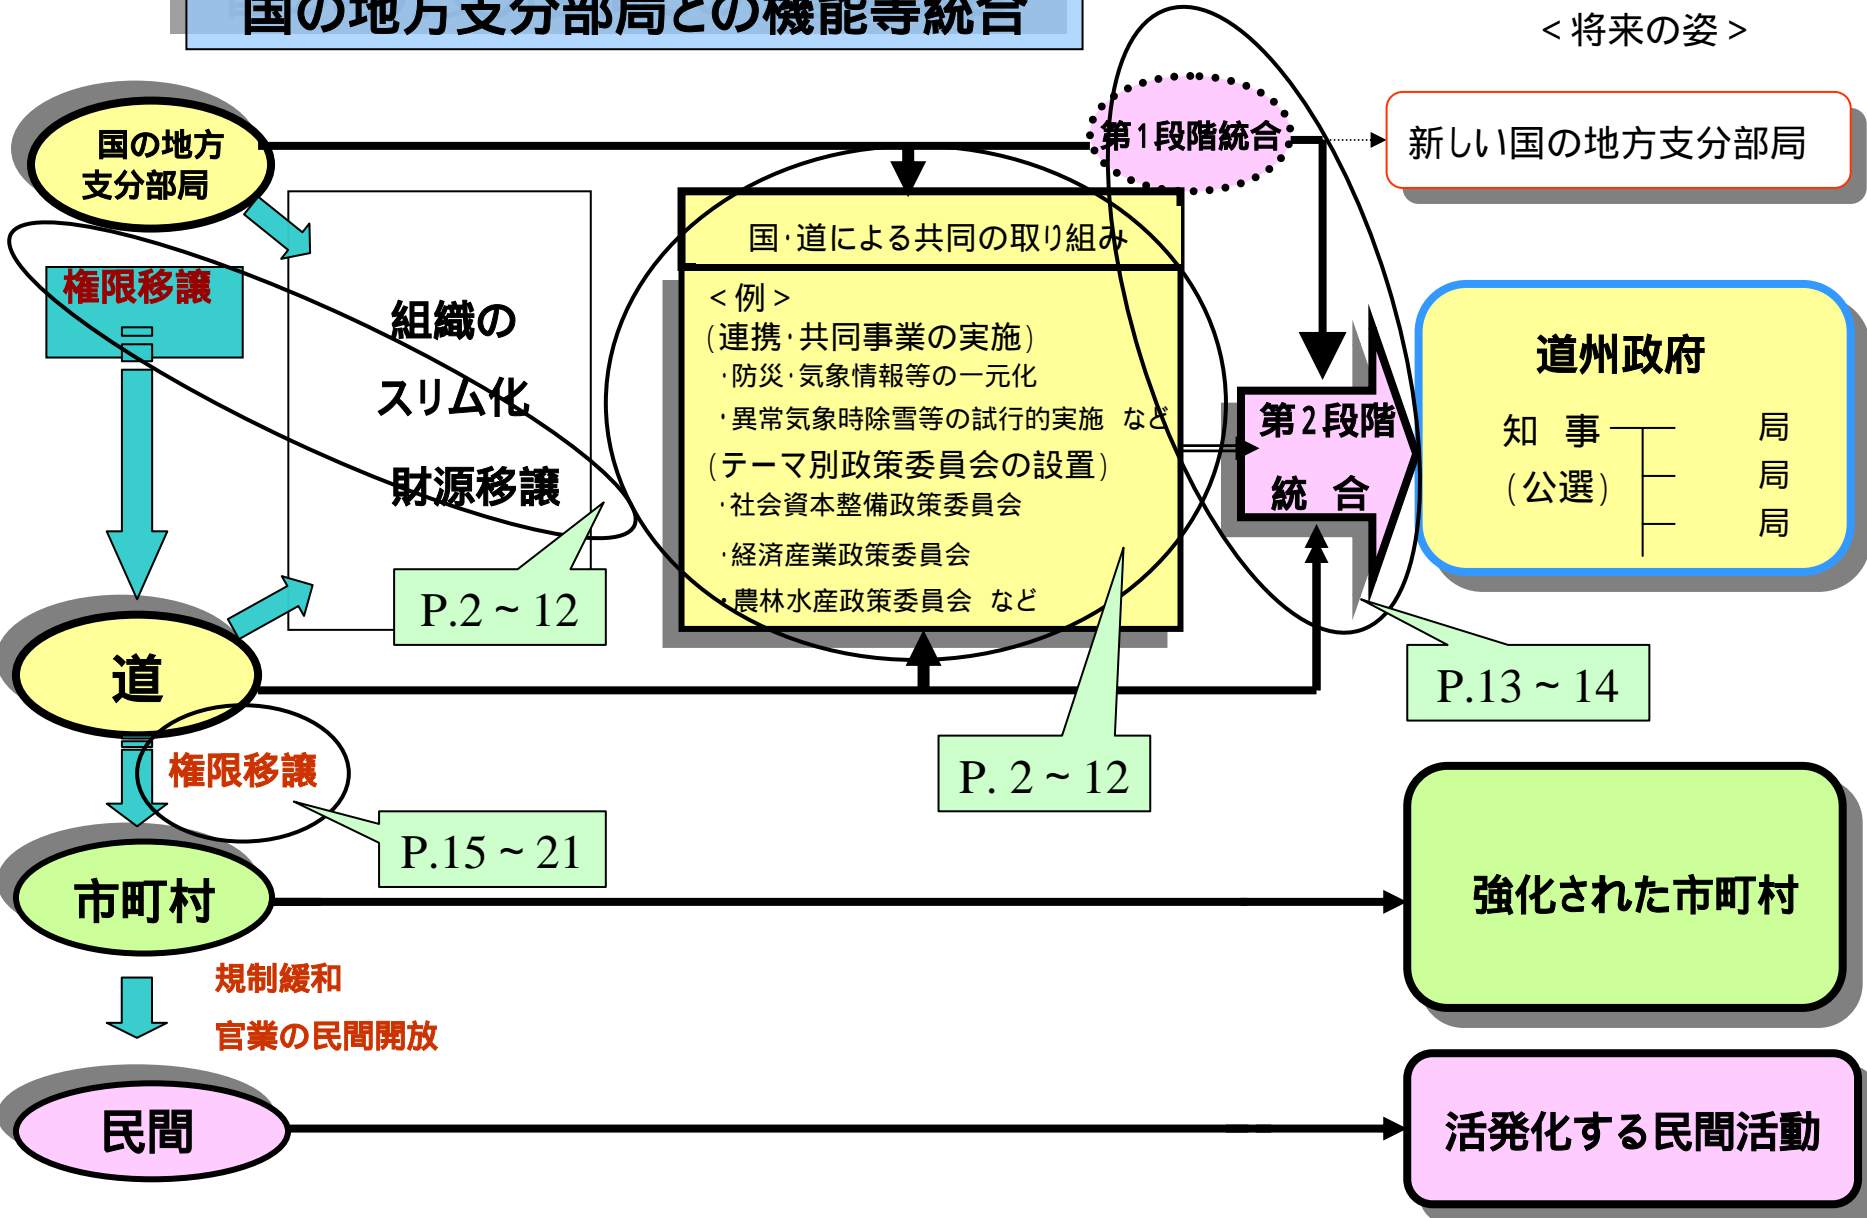 国の地方支分部局との機能等統合
＜将来の姿＞
国の地方
支分部局
第1段階統合
新しい国の地方支分部局
国・道による共同の取り組み
権限移譲
組織の
スリム化
財源移譲
＜例＞
(連携・共同事業の実施)
・防災・気象情報等の一元化
・異常気象時除雪等の試行的実施 など
(テーマ別政策委員会の設置)
・社会資本整備政策委員会
・経済産業政策委員会
・農林水産政策委員会 など
第2段階
統 合
道州政府
知 事
(公選)
局
局
局
P.2～12
P. 2～12
P.13～14
道
権限移譲
P.15～21
市町村
強化された市町村
規制緩和
官業の民間開放
民間
活発化する民間活動